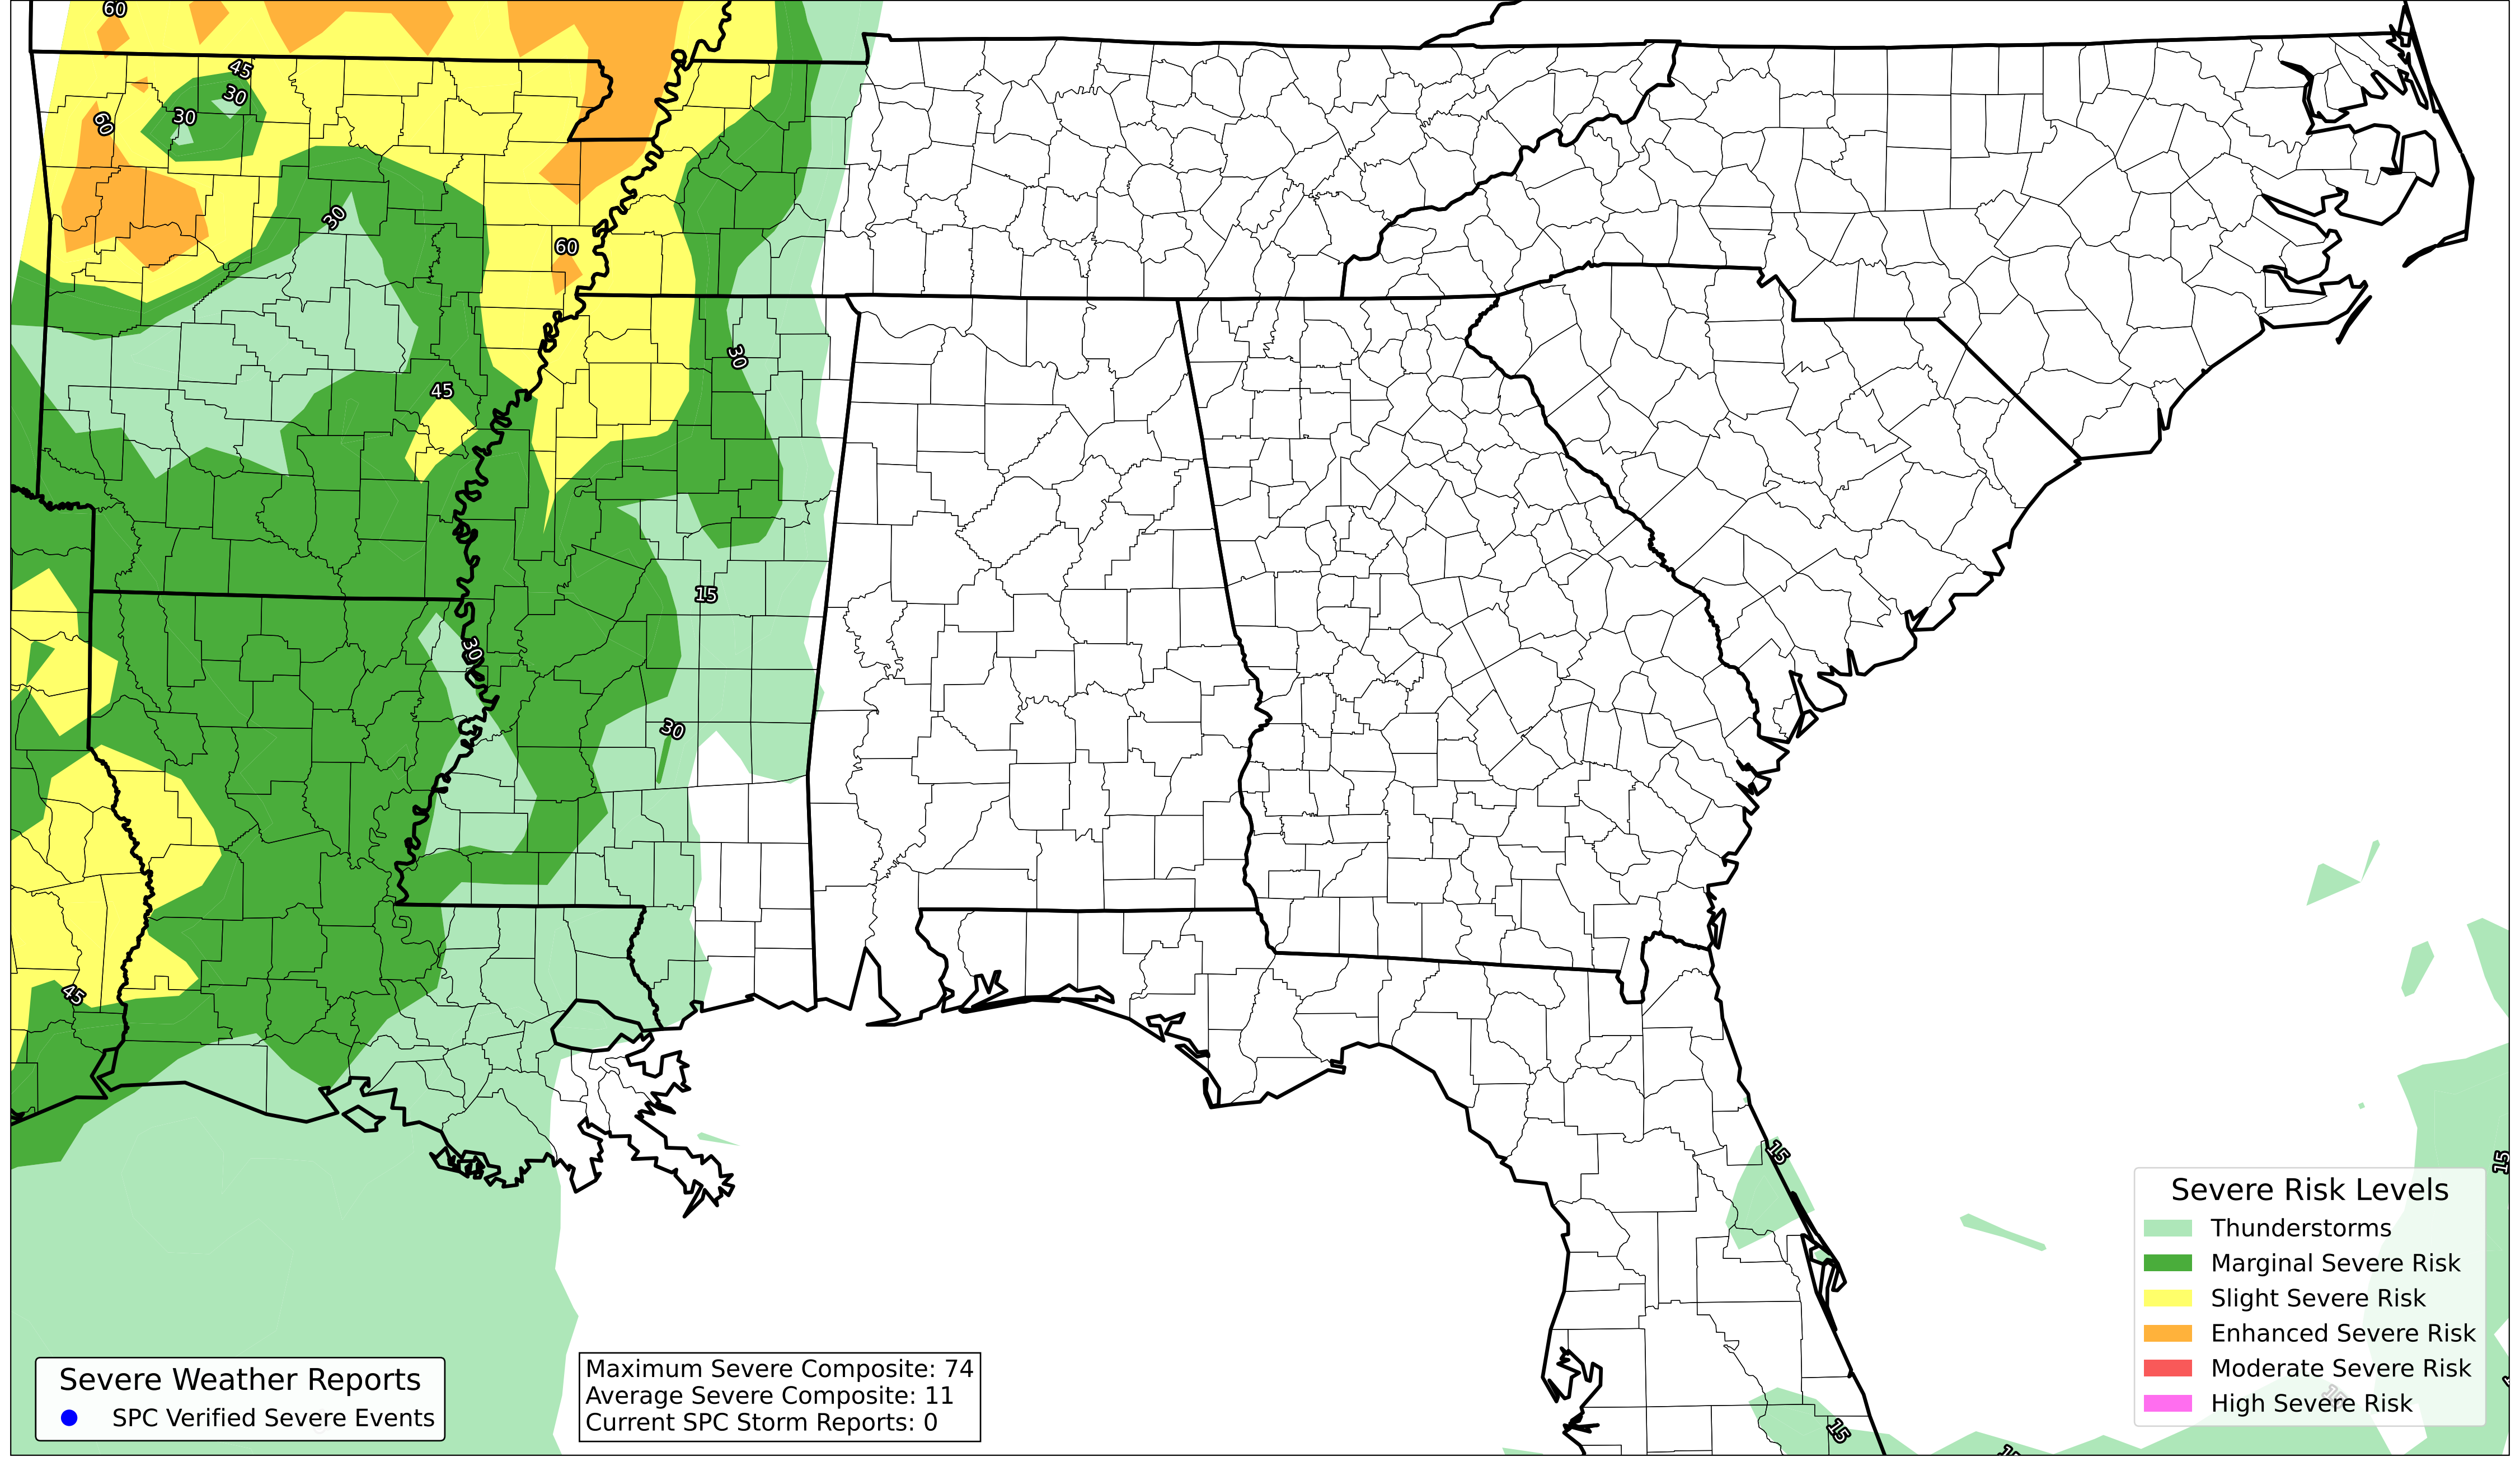 60
45
30
30
60
30
60
30
45
15
30
30
45
15
15
Severe Risk Levels
Thunderstorms
Marginal Severe Risk
Slight Severe Risk
Enhanced Severe Risk
Moderate Severe Risk
High Severe Risk
15
Severe Weather Reports
SPC Verified Severe Events
Maximum Severe Composite: 74
Average Severe Composite: 11
Current SPC Storm Reports: 0
15